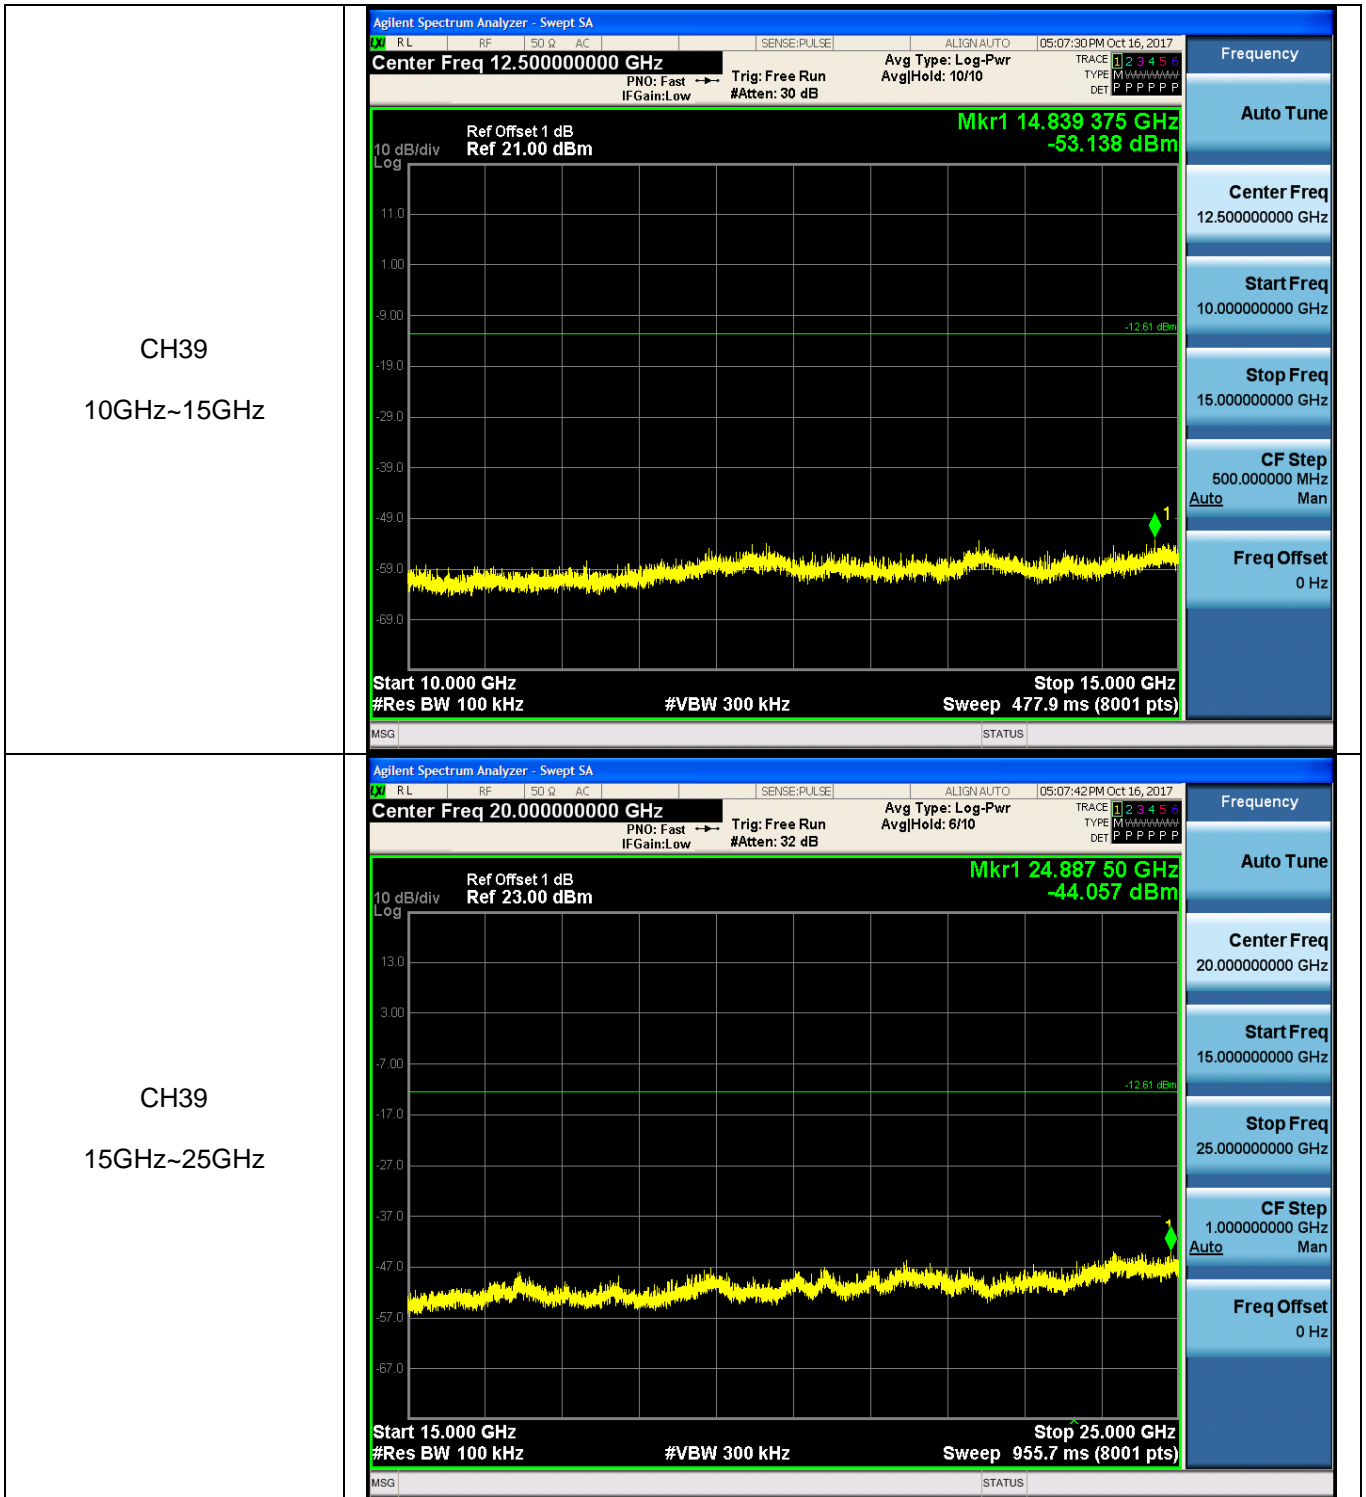 CH39
10GHz~15GHz
Agilent Spectrum Analyzer - Swept SA
LXI RL RF 50 Ω AC SENSE:PULSE ALIGNAUTO 05:07:30 PM Oct 16, 2017
Center Freq 12.500000000 GHz
PNO: Fast
IFGain:Low
Trig: Free Run
#Atten: 30 dB
Avg Type: Log-Pwr
Avg|Hold: 10/10
TRACE 1 2 3 4 5 6
TYPE MWWWWW
DET P P P P P P
Mkr1 14.839 375 GHz
-53.138 dBm
Ref Offset 1 dB
10 dB/div Ref 21.00 dBm
Log
11.0
1.00
-9.00
-12.61 dBm
-19.0
-29.0
-39.0
-49.0
1
-59.0
-69.0
Start 10.000 GHz Stop 15.000 GHz
#Res BW 100 kHz #VBW 300 kHz Sweep 477.9 ms (8001 pts)
MSG STATUS
Frequency
Auto Tune
Center Freq
12.500000000 GHz
Start Freq
10.000000000 GHz
Stop Freq
15.000000000 GHz
CF Step
500.000000 MHz
Auto Man
Freq Offset
0 Hz
CH39
15GHz~25GHz
Agilent Spectrum Analyzer - Swept SA
LXI RL RF 50 Ω AC SENSE:PULSE ALIGNAUTO 05:07:42 PM Oct 16, 2017
Center Freq 20.000000000 GHz
PNO: Fast
IFGain:Low
Trig: Free Run
#Atten: 32 dB
Avg Type: Log-Pwr
Avg|Hold: 6/10
TRACE 1 2 3 4 5 6
TYPE MWWWWW
DET P P P P P P
Mkr1 24.887 50 GHz
-44.057 dBm
Ref Offset 1 dB
10 dB/div Ref 23.00 dBm
Log
13.0
3.00
-7.00
-12.61 dBm
-17.0
-27.0
-37.0
1
-47.0
-57.0
-67.0
Start 15.000 GHz Stop 25.000 GHz
#Res BW 100 kHz #VBW 300 kHz Sweep 955.7 ms (8001 pts)
MSG STATUS
Frequency
Auto Tune
Center Freq
20.000000000 GHz
Start Freq
15.000000000 GHz
Stop Freq
25.000000000 GHz
CF Step
1.000000000 GHz
Auto Man
Freq Offset
0 Hz